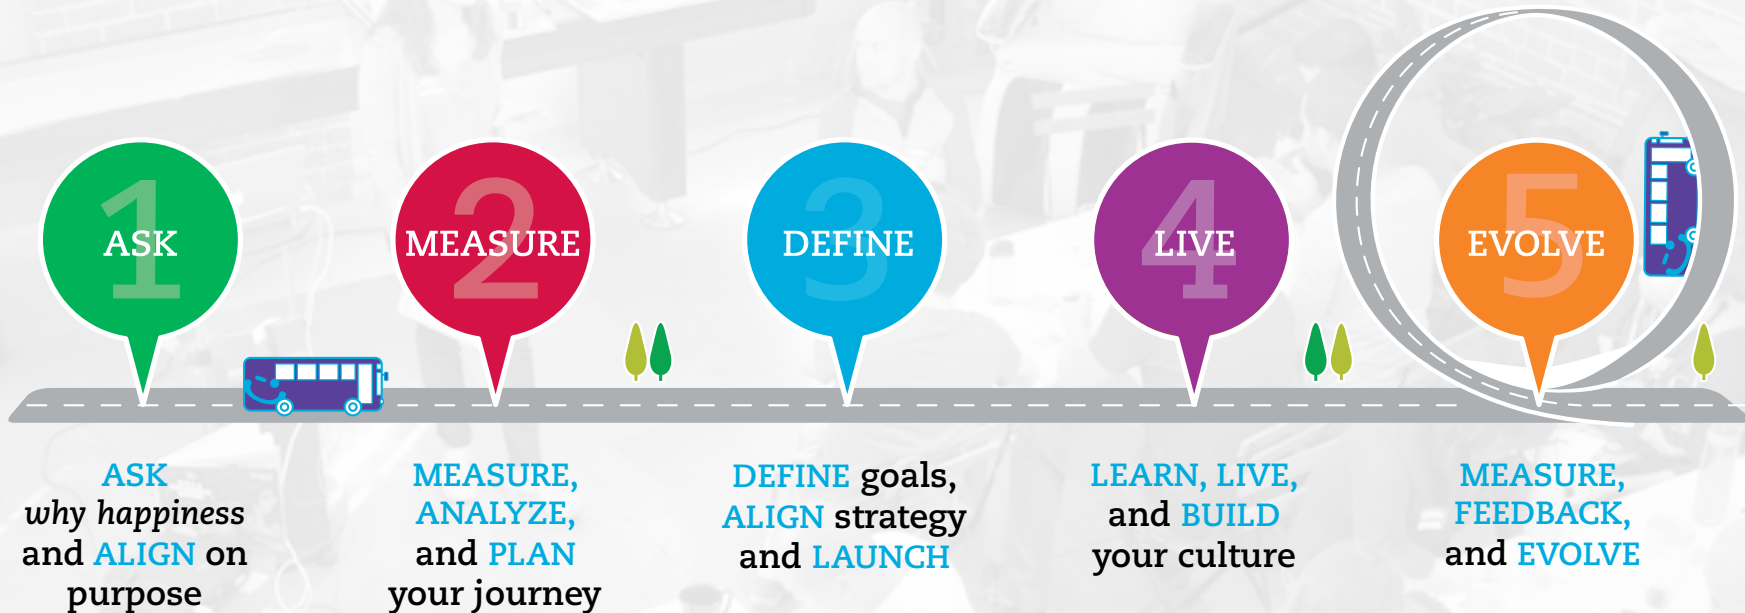 1
ASK
2
MEASURE
3
DEFINE
4
LIVE
5
EVOLVE
ASK
why happiness
and ALIGN on
purpose
MEASURE,
ANALYZE,
and PLAN
your journey
DEFINE goals,
ALIGN strategy
and LAUNCH
LEARN, LIVE,
and BUILD
your culture
MEASURE,
FEEDBACK,
and EVOLVE